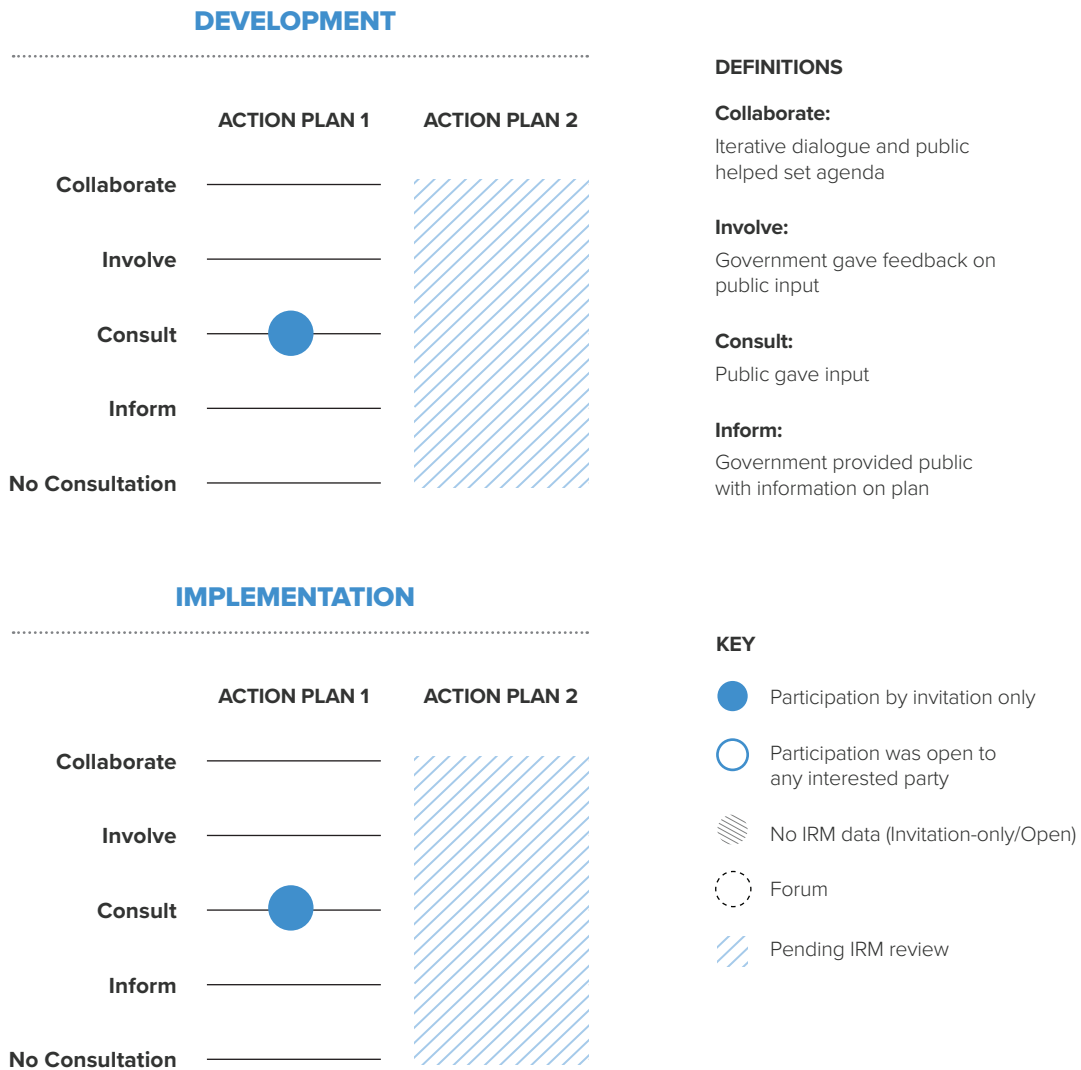 DEVELOPMENT
ACTION PLAN 1 ACTION PLAN 2
Collaborate
Involve
Consult
Inform
No Consultation
DEFINITIONS
Collaborate:
Iterative dialogue and public
helped set agenda
Involve:
Government gave feedback on
public input
Consult:
Public gave input
Inform:
Government provided public
with information on plan
IMPLEMENTATION
ACTION PLAN 1 ACTION PLAN 2
Collaborate
Involve
Consult
Inform
No Consultation
KEY
Participation by invitation only
Participation was open to
any interested party
No IRM data (Invitation-only/Open)
Forum
Pending IRM review